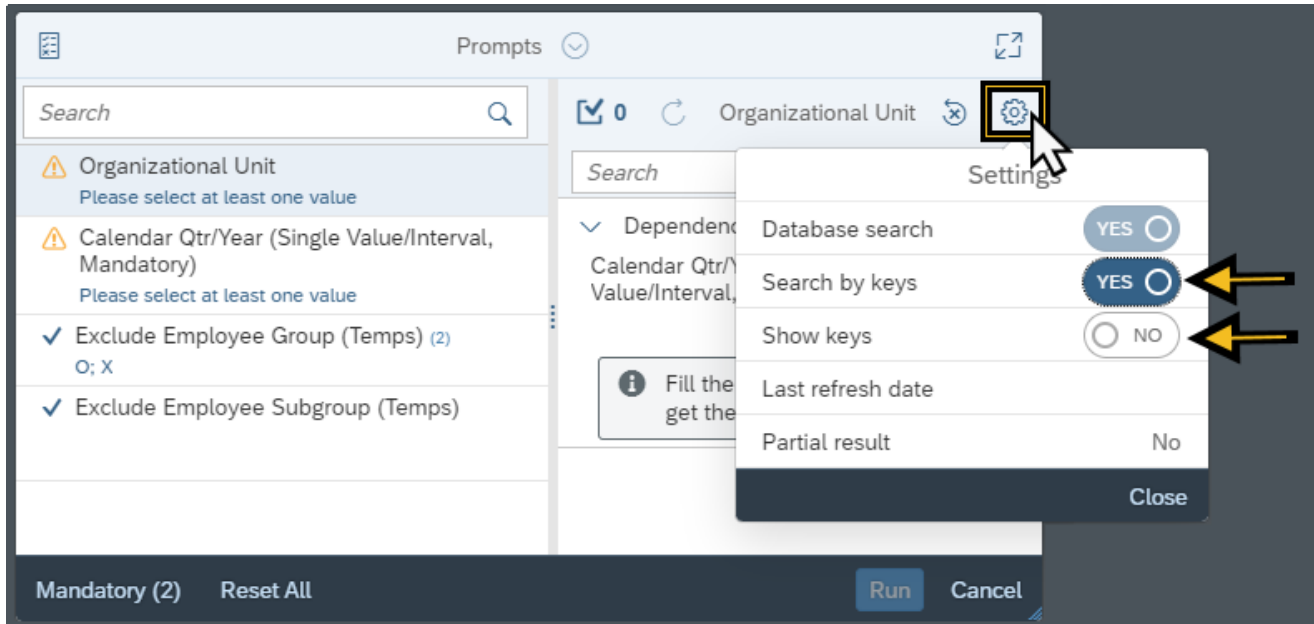 Prompts
Search
Organizational Unit
Please select at least one value
Calendar Qtr/Year (Single Value/Interval,
Mandatory)
Please select at least one value
Exclude Employee Group (Temps) (2)
O; X
Exclude Employee Subgroup (Temps)
0 Organizational Unit
Search
Calendar Qtr/
Value/Interval,
Fill the
get the
Settings
Database search YES
Search by keys YES
Show keys NO
Last refresh date
Partial result No
Close
Mandatory (2) Reset All Run Cancel